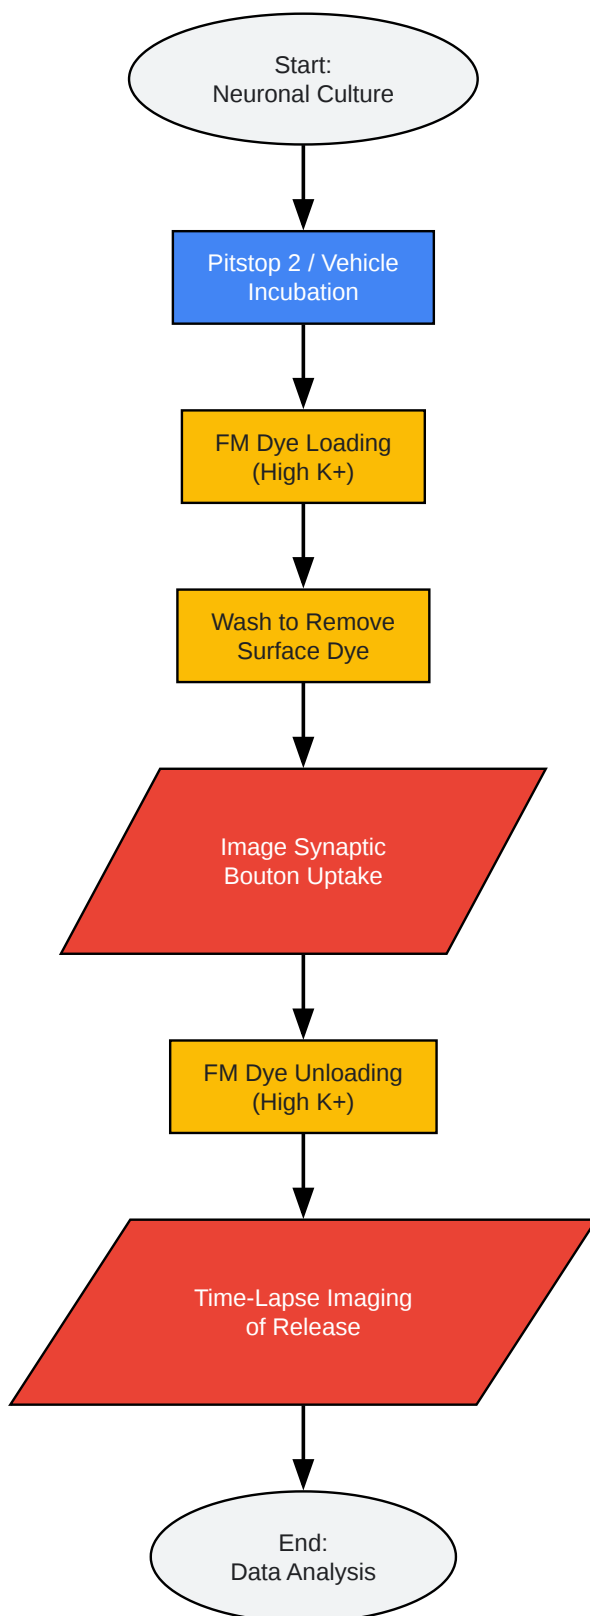 Start:
Neuronal Culture
Pitstop 2 / Vehicle
Incubation
FM Dye Loading
(High K+)
Wash to Remove
Surface Dye
Image Synaptic
Bouton Uptake
FM Dye Unloading
(High K+)
Time-Lapse Imaging
of Release
End:
Data Analysis